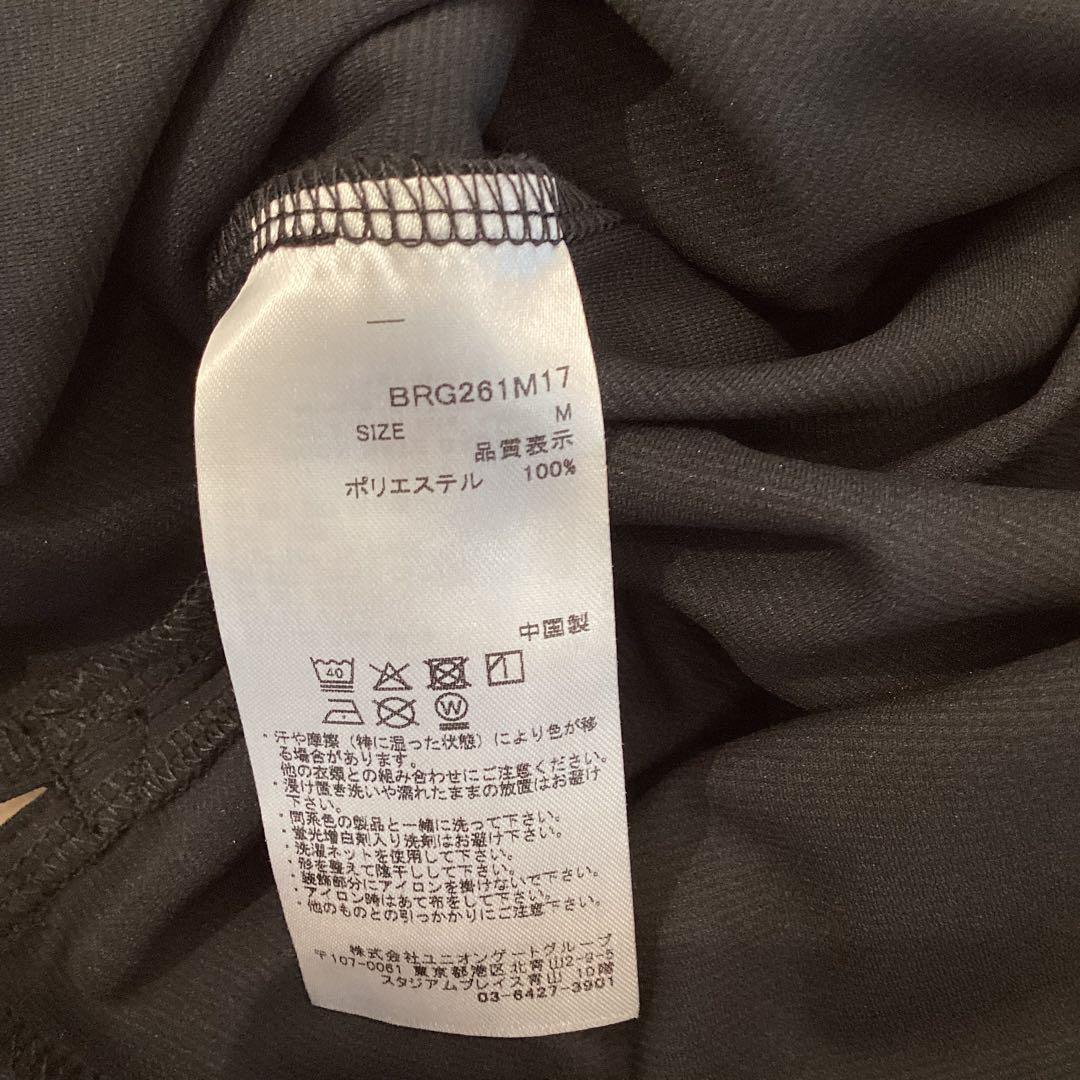 BRG261M17
SIZE M
品質表示
ポリエステル 100%
中国製
40
W
・汗や摩擦(特に湿った状態)により色が移
る場合があります。
他の衣類との組み合わせにご注意ください。
・浸け置き洗いや濡れたままの放置はお避け
下さい。
・同系色の製品と一緒に洗って下さい。
・蛍光増白剤入り洗剤はお避け下さい。
・洗濯ネットを使用して下さい。
・形を整えて陰干しして下さい。
・装飾部分にアイロンを掛けないで下さい。
・アイロン時はあて布をして下さい。
・他のものとの引っかかりにご注意下さい。
株式会社ユニオンゲートグループ
〒107-0061 東京都港区北青山2-9-5
スタジアムプレイス青山 10階
03-6427-3901